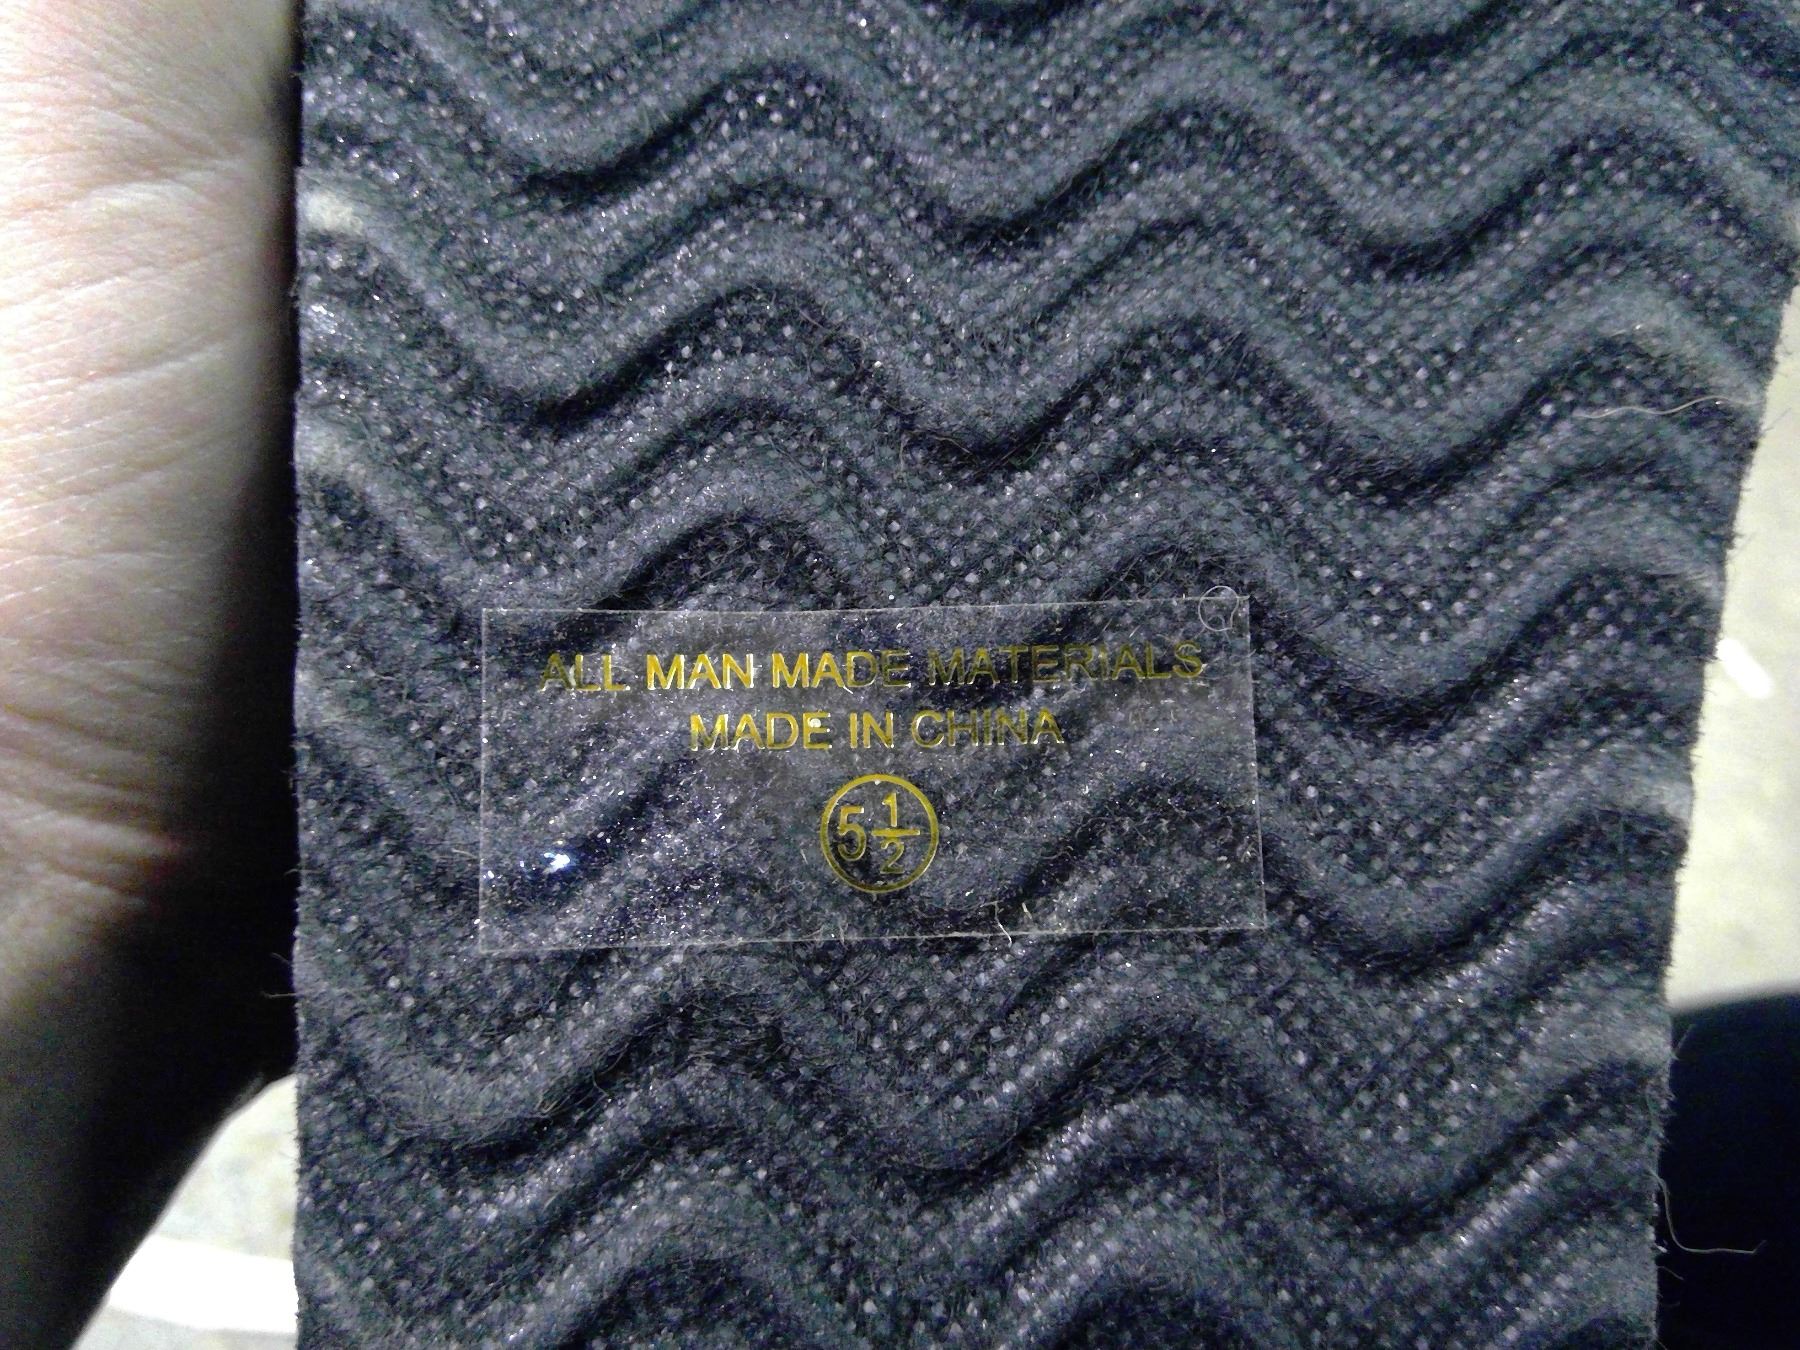 ALL MAN MADE MATERIALS
MADE IN CHINA
5 1/2